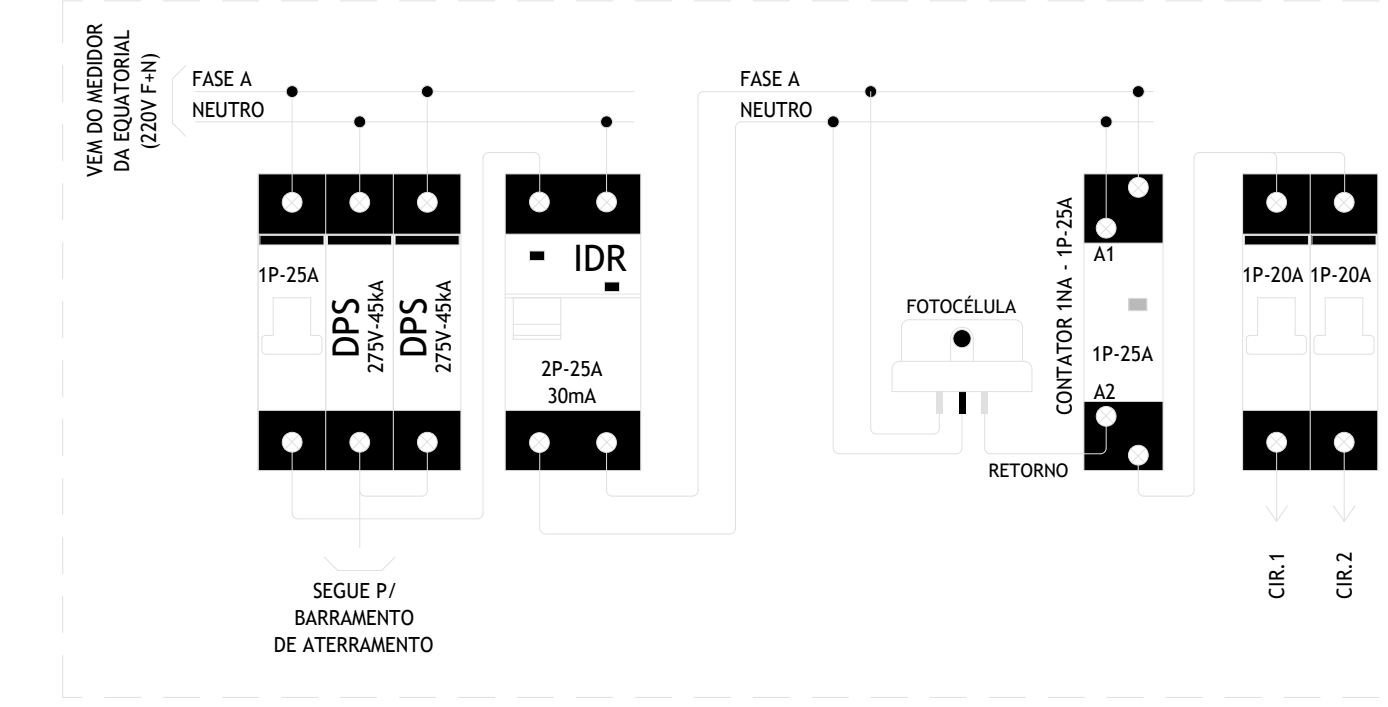 VEM DO MEDIDOR
DA EQUATORIAL
(220V F+N)
FASE A
NEUTRO
FASE A
NEUTRO
1P-25A
DPS
275V-45kA
DPS
275V-45kA
IDR
2P-25A
30mA
FOTOCÉLULA
RETORNO
CONTATOR 1NA - 1P-25A
A1
1P-25A
A2
1P-20A
1P-20A
CIR.1
CIR.2
SEGUE P/
BARRAMENTO
DE ATERRAMENTO